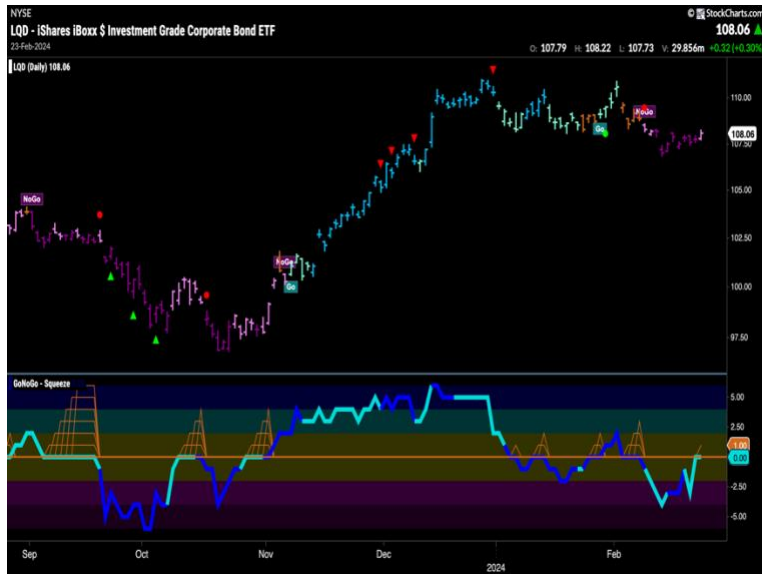 NYSE
© StockCharts.com
LQD - iShares iBoxx $ Investment Grade Corporate Bond ETF
108.06
23-Feb-2024
O: 107.79 H: 108.22 L: 107.73 V: 29.856m +0.32 (+0.30%)
LQD (Daily) 108.06
110.00
NoGo
Go
108.06
107.50
105.00
NoGo
102.50
NoGo
Go
100.00
97.50
GoNoGo - Squeeze
5.00
2.50
1.00
0.00
-2.50
-5.00
Sep Oct Nov Dec 2024 Feb